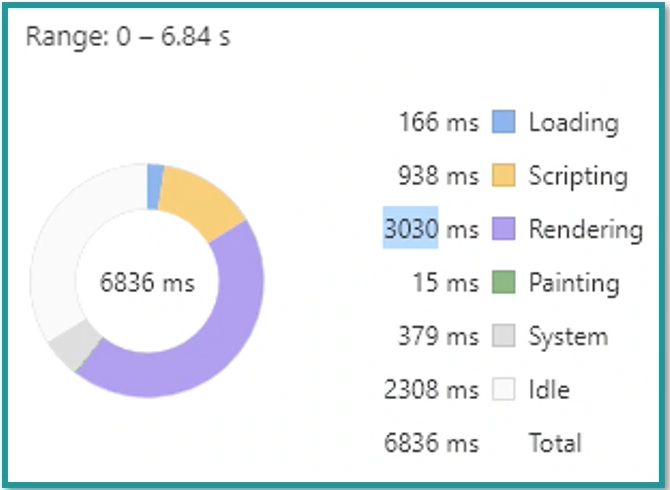 Range: 0 – 6.84 s
166 ms Loading
938 ms Scripting
3030 ms Rendering
6836 ms
15 ms Painting
379 ms System
2308 ms Idle
6836 ms Total